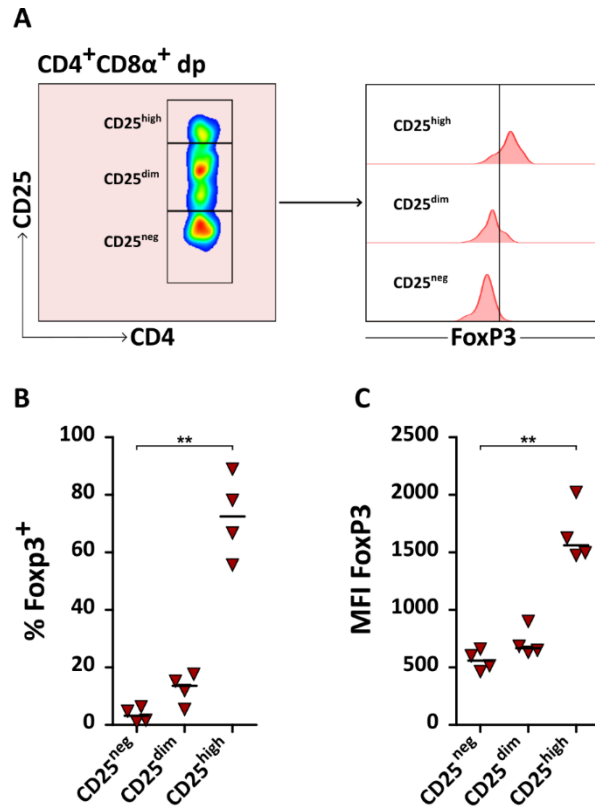 A
CD4⁺CD8α⁺ dp
CD25ʰⁱᵍʰ
CD25ᵈⁱᵐ
CD25ⁿᵉᵍ
CD25
CD4
CD25ʰⁱᵍʰ
CD25ᵈⁱᵐ
CD25ⁿᵉᵍ
FoxP3
B
**
% Foxp3⁺
100
80
60
40
20
0
CD25ⁿᵉᵍ
CD25ᵈⁱᵐ
CD25ʰⁱᵍʰ
C
**
MFI FoxP3
2500
2000
1500
1000
500
0
CD25ⁿᵉᵍ
CD25ᵈⁱᵐ
CD25ʰⁱᵍʰ